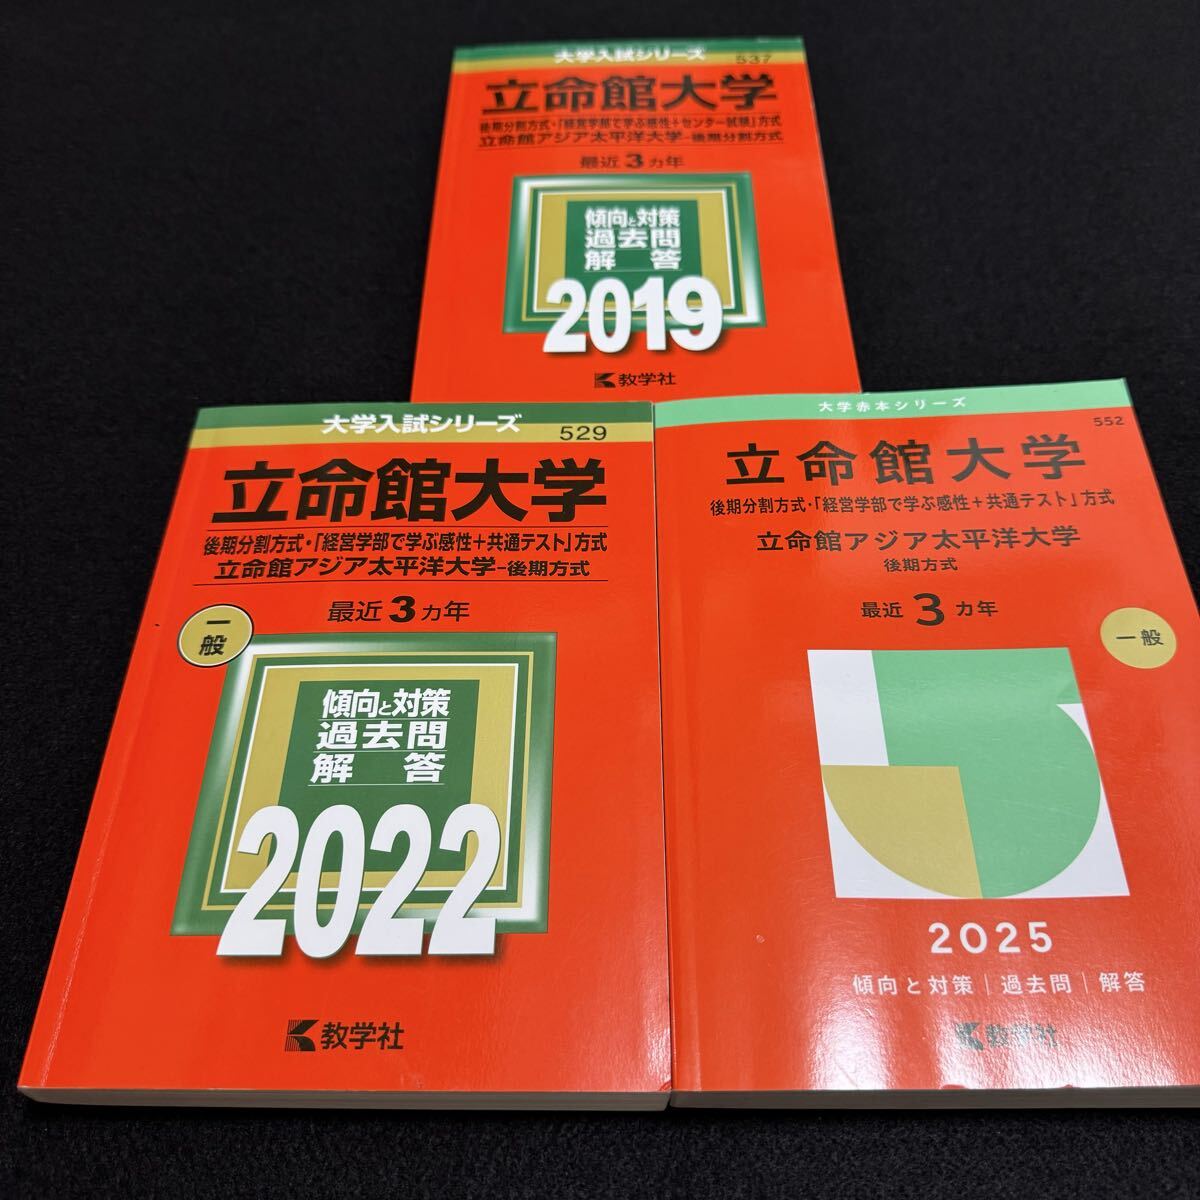 大学入試シリーズ
537
立命館大学
後期分割方式・「経営学部で学ぶ感性+センター試験」方式
立命館アジア太平洋大学-後期分割方式
最近3カ年
傾向と対策
過去問
解答
2019
教学社
大学入試シリーズ
529
立命館大学
後期分割方式・「経営学部で学ぶ感性+共通テスト」方式
立命館アジア太平洋大学-後期方式
最近3カ年
一般
傾向と対策
過去問
解答
2022
教学社
大学赤本シリーズ
552
立命館大学
後期分割方式・「経営学部で学ぶ感性+共通テスト」方式
立命館アジア太平洋大学
後期方式
最近3カ年
一般
2025
傾向と対策|過去問|解答
教学社